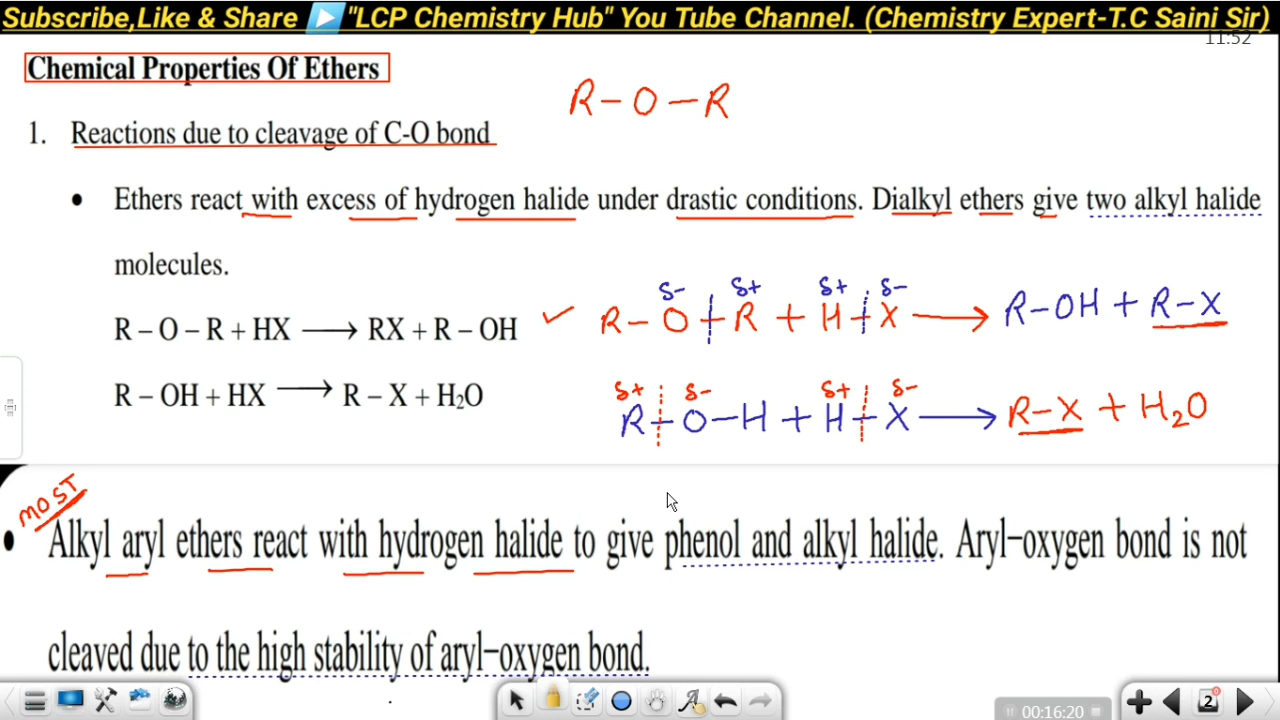 Subscribe,Like & Share ▶ "LCP Chemistry Hub" You Tube Channel. (Chemistry Expert-T.C Saini Sir)
11:52
Chemical Properties Of Ethers
R-O-R
1. Reactions due to cleavage of C-O bond
• Ethers react with excess of hydrogen halide under drastic conditions. Dialkyl ethers give two alkyl halide
molecules.
δ- δ+ δ+ δ-
R – O – R + HX ⟶ RX + R – OH ✓ R-O-R + H-X ⟶ R-OH + R-X
δ+ δ- δ+ δ-
R – OH + HX ⟶ R – X + H₂O R-O-H + H-X ⟶ R-X + H₂O
MOST
• Alkyl aryl ethers react with hydrogen halide to give phenol and alkyl halide. Aryl-oxygen bond is not
cleaved due to the high stability of aryl-oxygen bond.
2
00:16:20